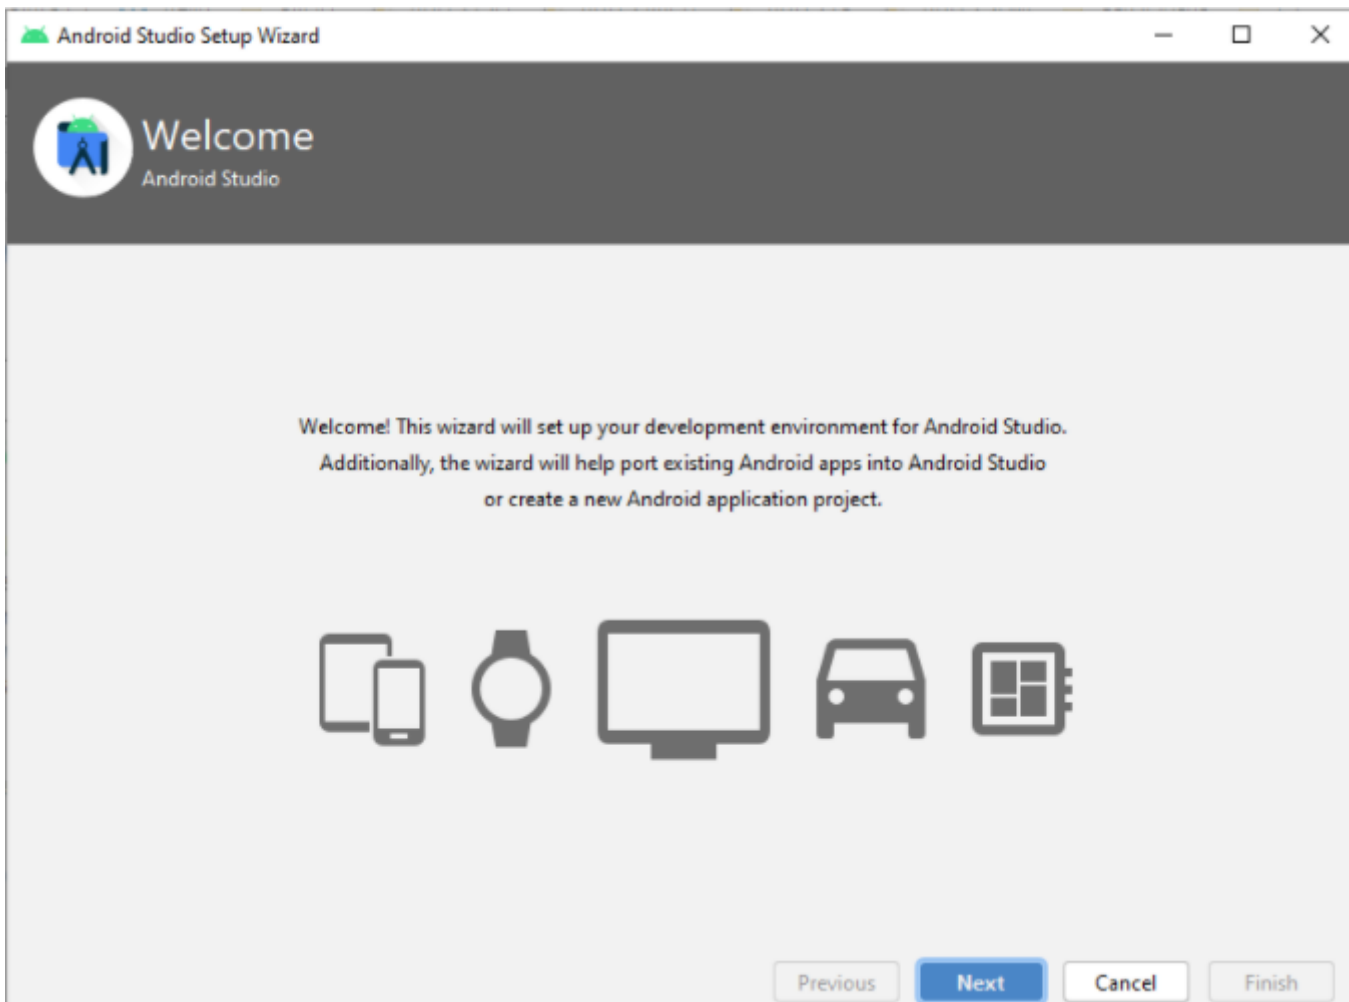 Android Studio Setup Wizard
Welcome
Android Studio
Welcome! This wizard will set up your development environment for Android Studio.
Additionally, the wizard will help port existing Android apps into Android Studio
or create a new Android application project.
Previous Next Cancel Finish